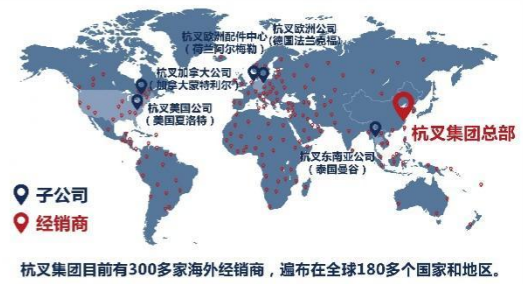 杭叉欧洲配件中心
（荷兰阿尔梅勒）
杭叉欧洲公司
（德国法兰克福）
杭叉加拿大公司
（加拿大蒙特利尔）
杭叉美国公司
（美国夏洛特）
杭叉集团总部
杭叉东南亚公司
（泰国曼谷）
子公司
经销商
杭叉集团目前有300多家海外经销商，遍布在全球180多个国家和地区。